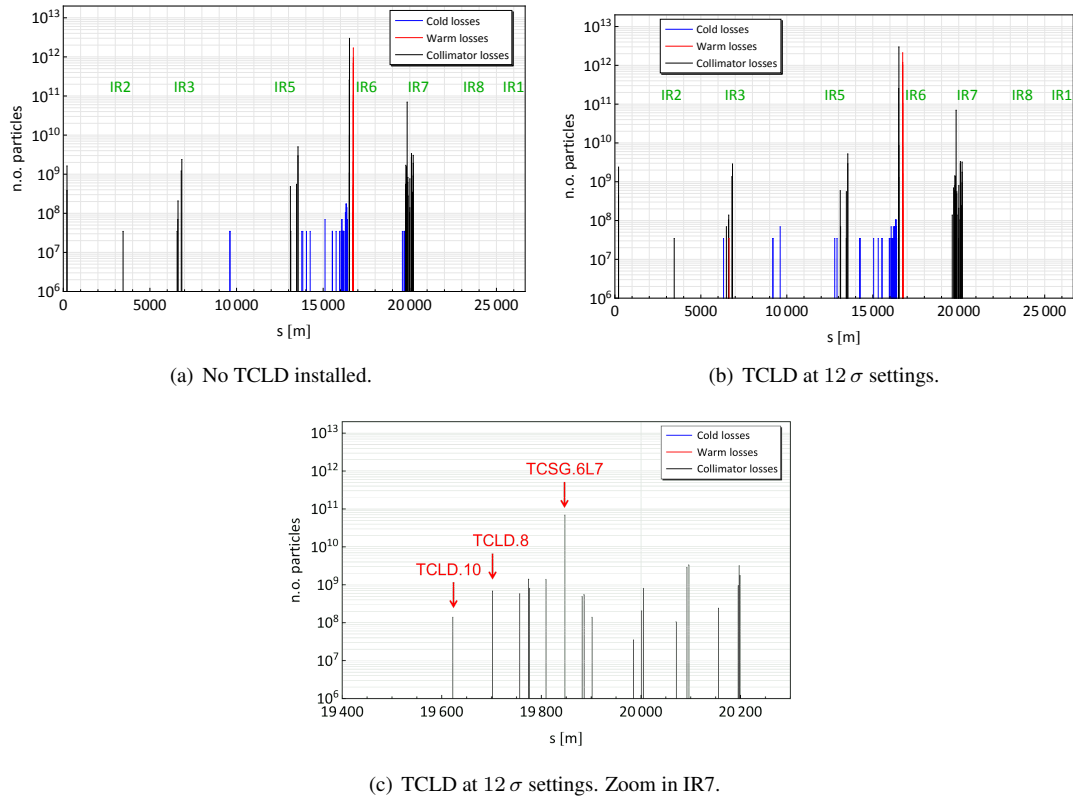 10^13
10^12
10^11
10^10
10^9
10^8
10^7
10^6
n.o. particles
Cold losses
Warm losses
Collimator losses
IR2 IR3 IR5 IR6 IR7 IR8 IR1
0 5000 10 000 15 000 20 000 25 000
s [m]
(a) No TCLD installed.
10^13
10^12
10^11
10^10
10^9
10^8
10^7
10^6
n.o. particles
Cold losses
Warm losses
Collimator losses
IR2 IR3 IR5 IR6 IR7 IR8 IR1
0 5000 10 000 15 000 20 000 25 000
s [m]
(b) TCLD at 12 σ settings.
10^13
10^12
10^11
10^10
10^9
10^8
10^7
10^6
n.o. particles
Cold losses
Warm losses
Collimator losses
TCSG.6L7
TCLD.8
TCLD.10
19 400 19 600 19 800 20 000 20 200
s [m]
(c) TCLD at 12 σ settings. Zoom in IR7.